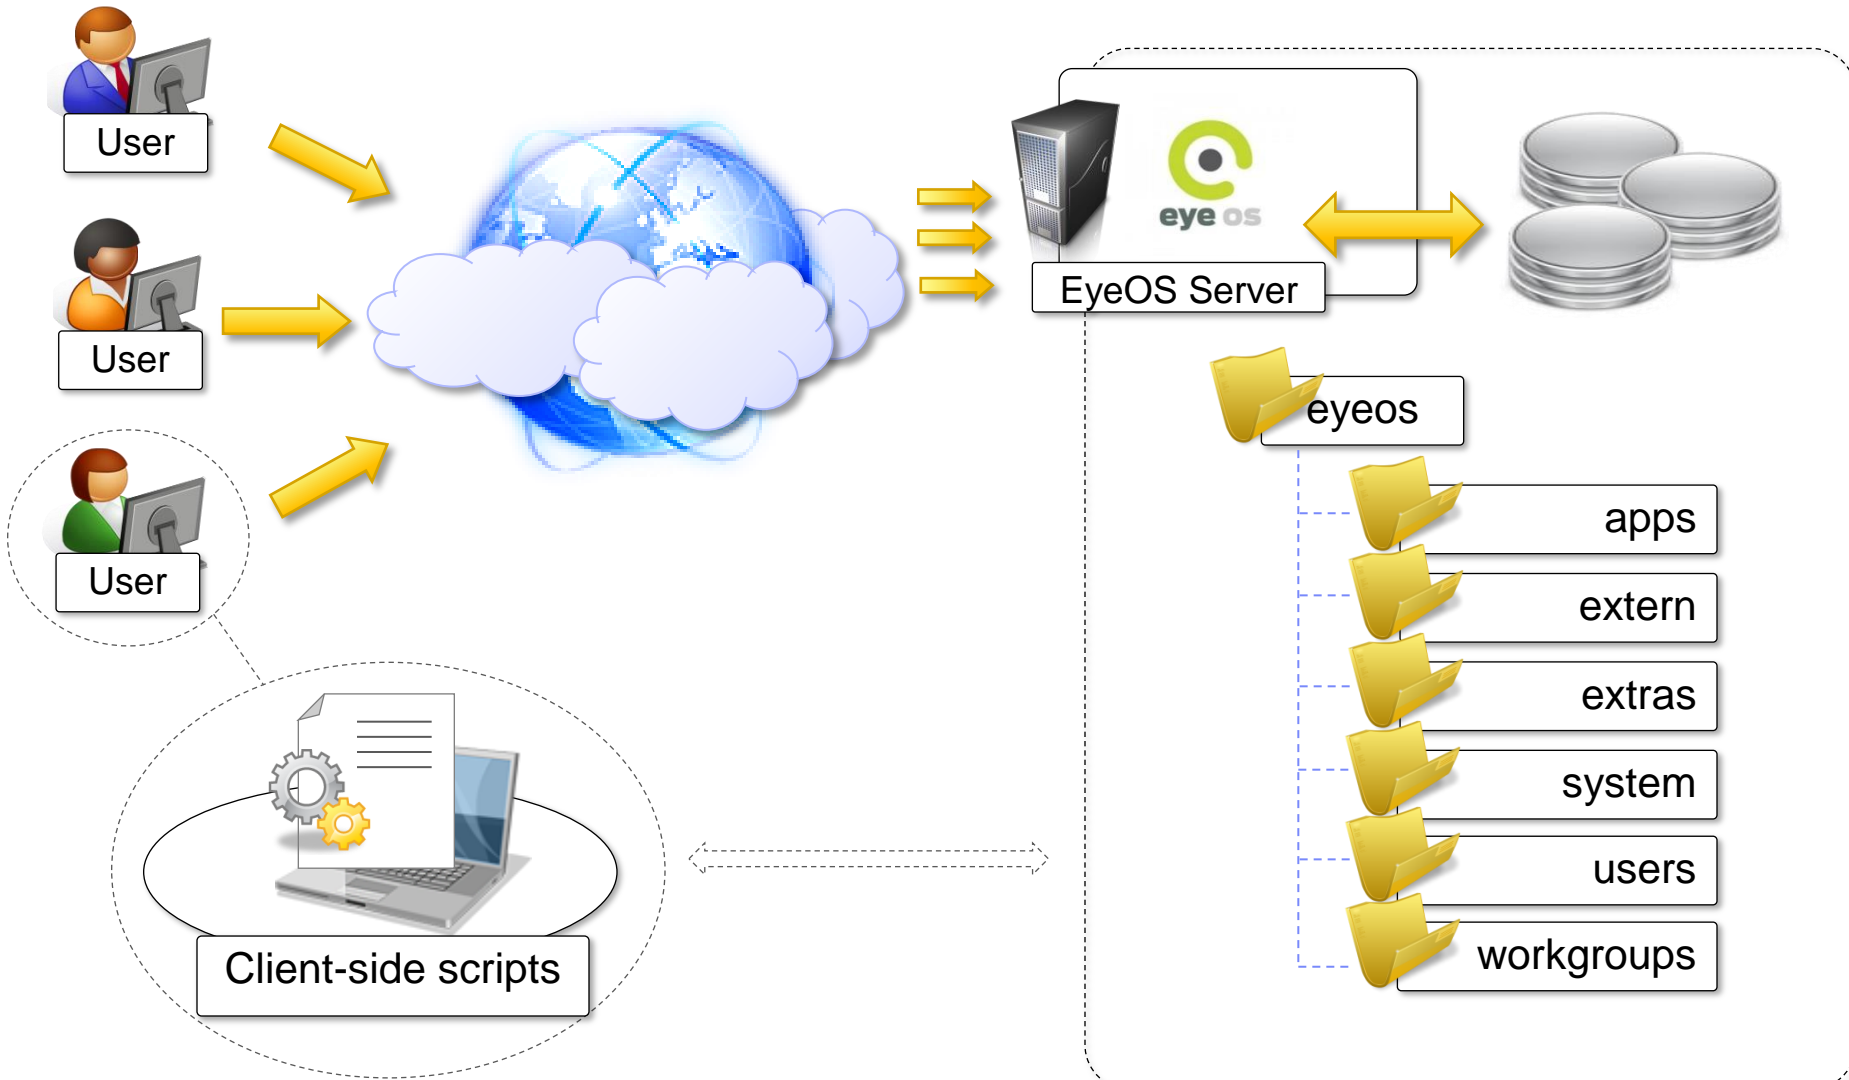 User
User
User
Client-side scripts
eye os
EyeOS Server
eyeos
apps
extern
extras
system
users
workgroups